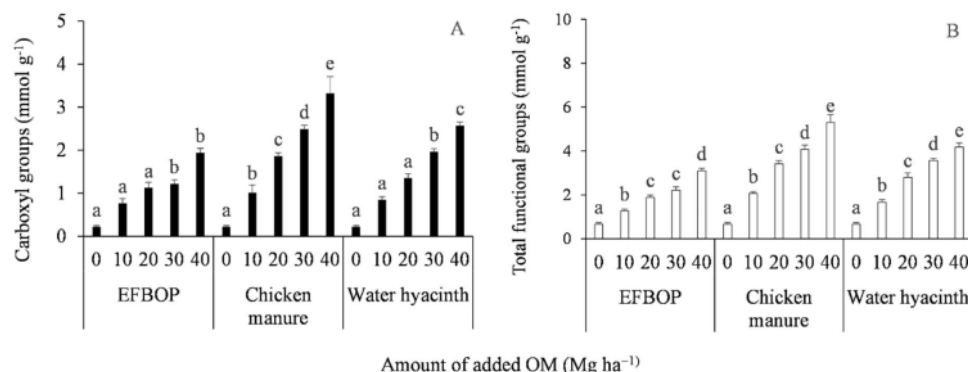 A
Carboxyl groups (mmol g⁻¹)
5
4
3
2
1
0
a a a b b
a b c d e
a a a b c
0 10 20 30 40 0 10 20 30 40 0 10 20 30 40
EFBOP Chicken manure Water hyacinth
B
Total functional groups (mmol g⁻¹)
10
8
6
4
2
0
a b c c d
a b c d e
a b c d e
0 10 20 30 40 0 10 20 30 40 0 10 20 30 40
EFBOP Chicken manure Water hyacinth
Amount of added OM (Mg ha⁻¹)